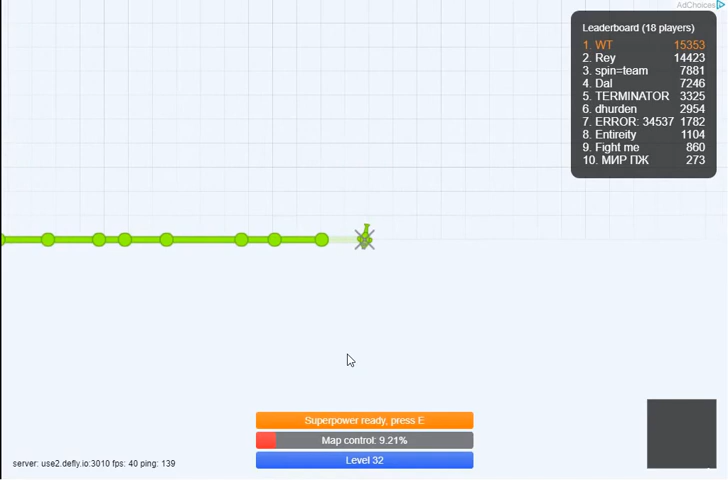 AdChoices
Leaderboard (18 players)
1. WT 15353
2. Rey 14423
3. spin=team 7881
4. Dal 7246
5. TERMINATOR 3325
6. dhurden 2954
7. ERROR: 34537 1782
8. Entireity 1104
9. Fight me 860
10. МИР ПЖ 273
Superpower ready, press E
Map control: 9.21%
Level 32
server: use2.defly.io:3010 fps: 40 ping: 139